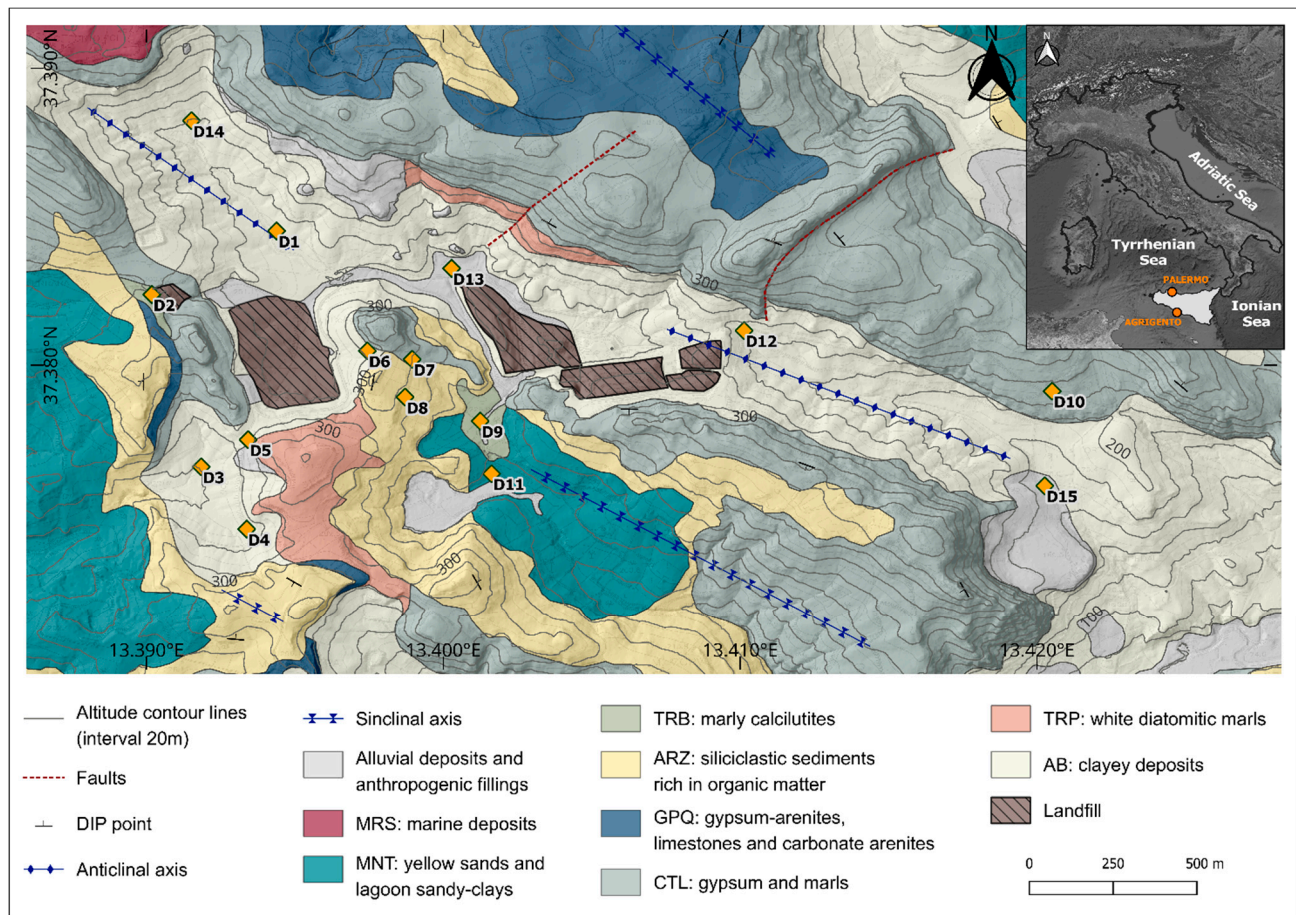 37.390°N
D14
D1
D13
300
D2
300
D12
D6
D7
37.380°N
300
D8
D10
300
D9
300
D5
200
D3
D11
D15
D4
300
300
100
13.390°E
13.400°E
13.410°E
13.420°E
Adriatic Sea
Tyrrhenian
Sea
PALERMO
Ionian
Sea
AGRIGENTO
Altitude contour lines
(interval 20m)
Faults
DIP point
Anticlinal axis
Sinclinal axis
Alluvial deposits and
anthropogenic fillings
MRS: marine deposits
MNT: yellow sands and
lagoon sandy-clays
TRB: marly calcilutites
ARZ: siliciclastic sediments
rich in organic matter
GPQ: gypsum-arenites,
limestones and carbonate arenites
CTL: gypsum and marls
TRP: white diatomitic marls
AB: clayey deposits
Landfill
0 250 500 m